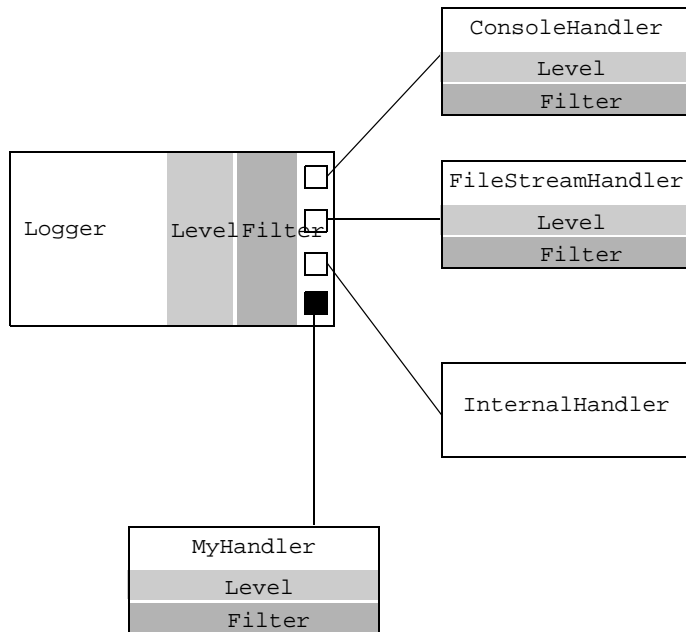 ConsoleHandler
Level
Filter
FileStreamHandler
Level
Filter
Logger
Level
Filter
InternalHandler
MyHandler
Level
Filter